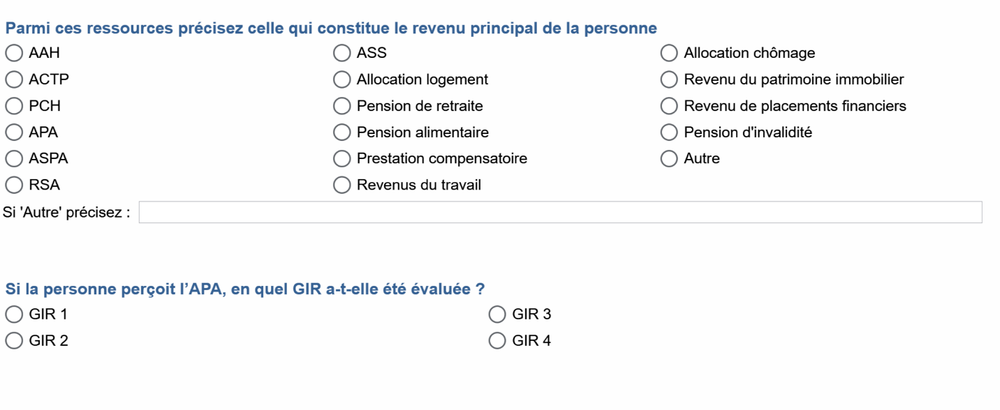 Parmi ces ressources précisez celle qui constitue le revenu principal de la personne
AAH
ACTP
PCH
APA
ASPA
RSA
ASS
Allocation logement
Pension de retraite
Pension alimentaire
Prestation compensatoire
Revenus du travail
Allocation chômage
Revenu du patrimoine immobilier
Revenu de placements financiers
Pension d'invalidité
Autre
Si 'Autre' précisez :
Si la personne perçoit l’APA, en quel GIR a-t-elle été évaluée ?
GIR 1
GIR 2
GIR 3
GIR 4